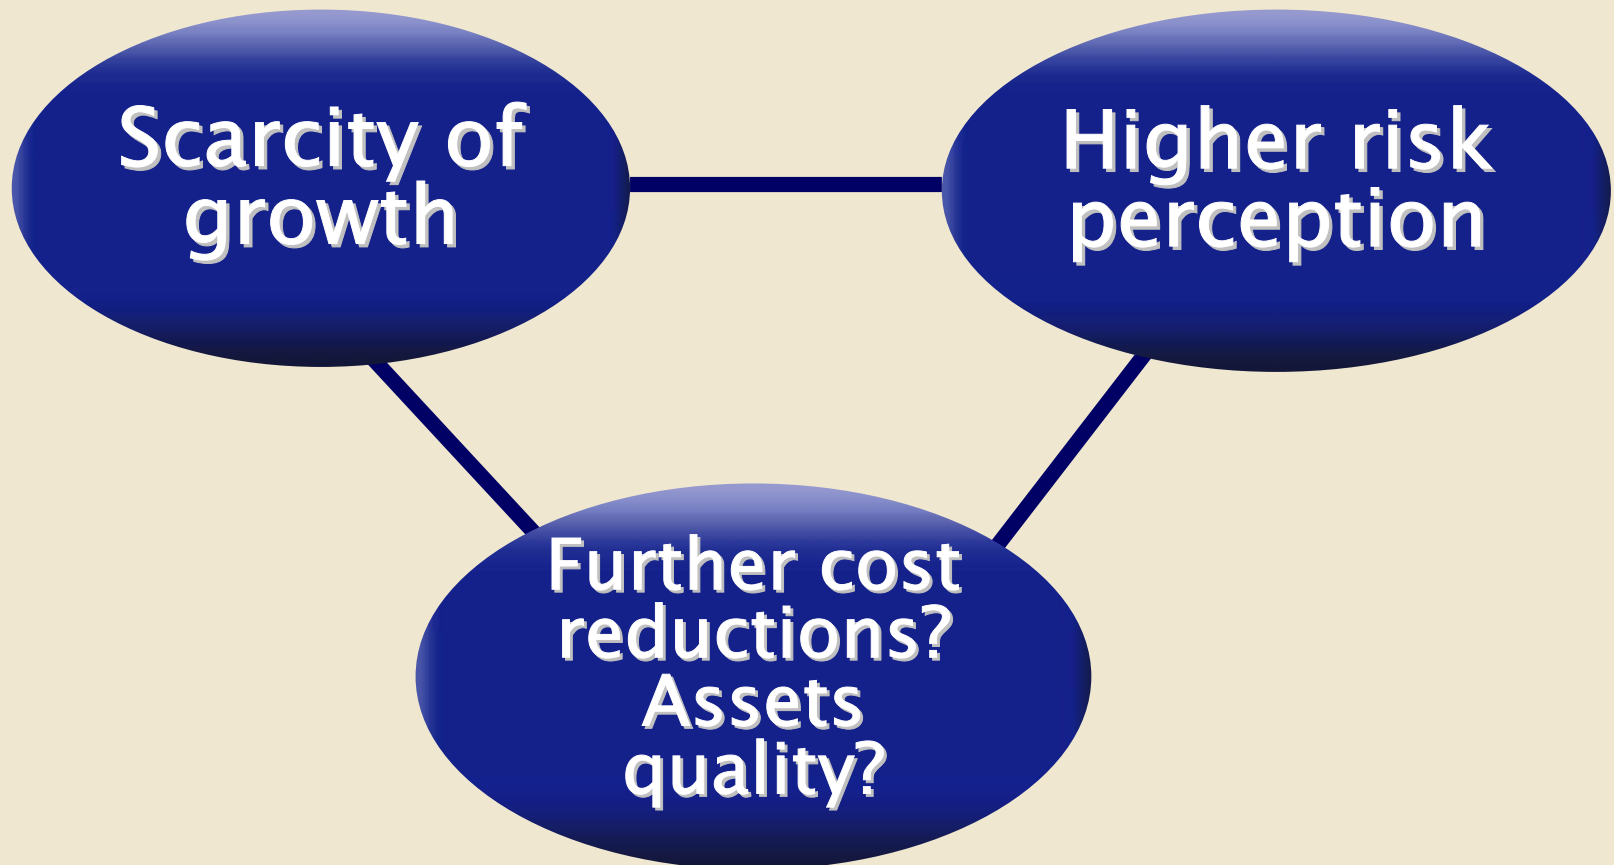 Scarcity of
growth
Higher risk
perception
Further cost
reductions?
Assets
quality?